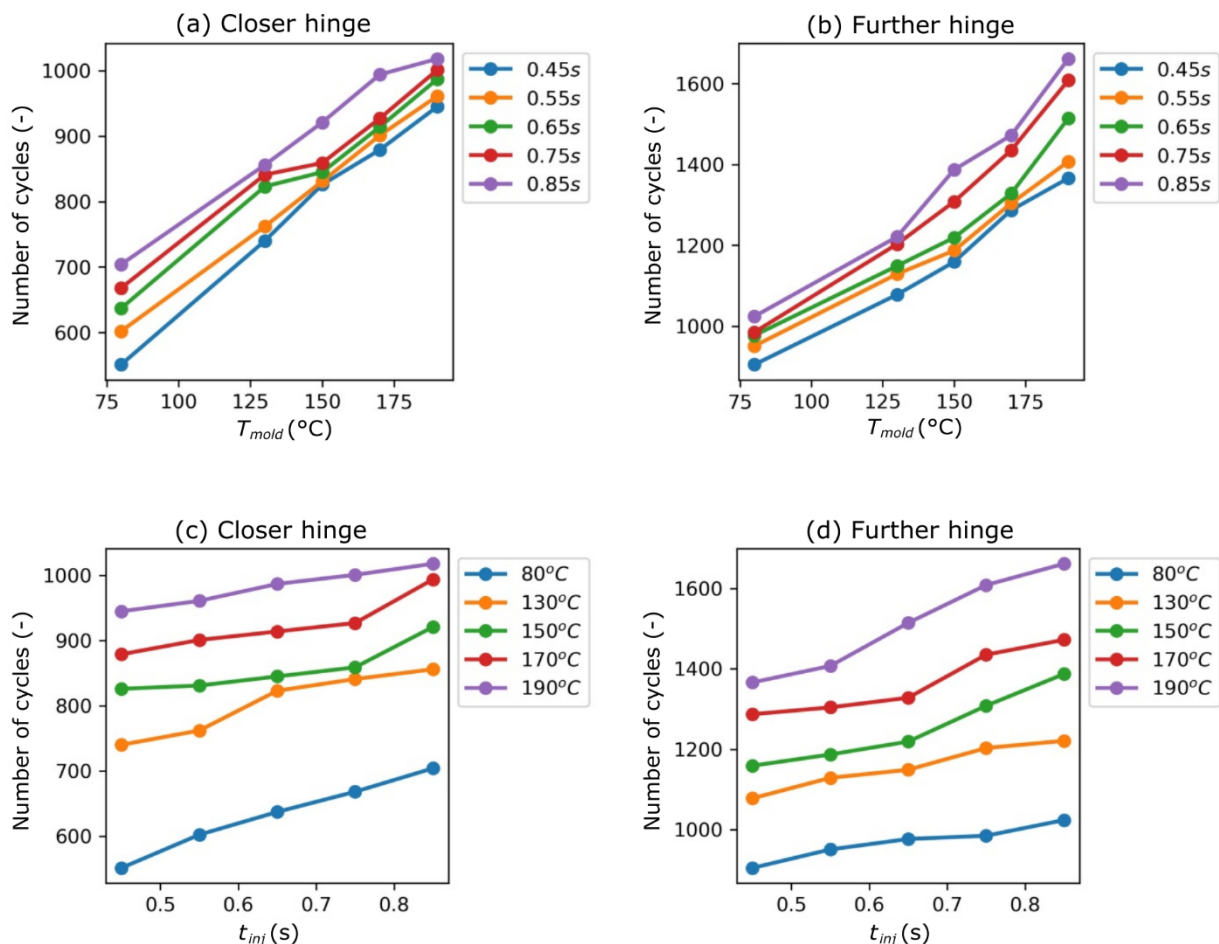 (a) Closer hinge
Number of cycles (-)
1000
900
800
700
600
75 100 125 150 175
T_mold (°C)
0.45s
0.55s
0.65s
0.75s
0.85s
(b) Further hinge
Number of cycles (-)
1600
1400
1200
1000
75 100 125 150 175
T_mold (°C)
0.45s
0.55s
0.65s
0.75s
0.85s
(c) Closer hinge
Number of cycles (-)
1000
900
800
700
600
0.5 0.6 0.7 0.8
t_inj (s)
80°C
130°C
150°C
170°C
190°C
(d) Further hinge
Number of cycles (-)
1600
1400
1200
1000
0.5 0.6 0.7 0.8
t_inj (s)
80°C
130°C
150°C
170°C
190°C